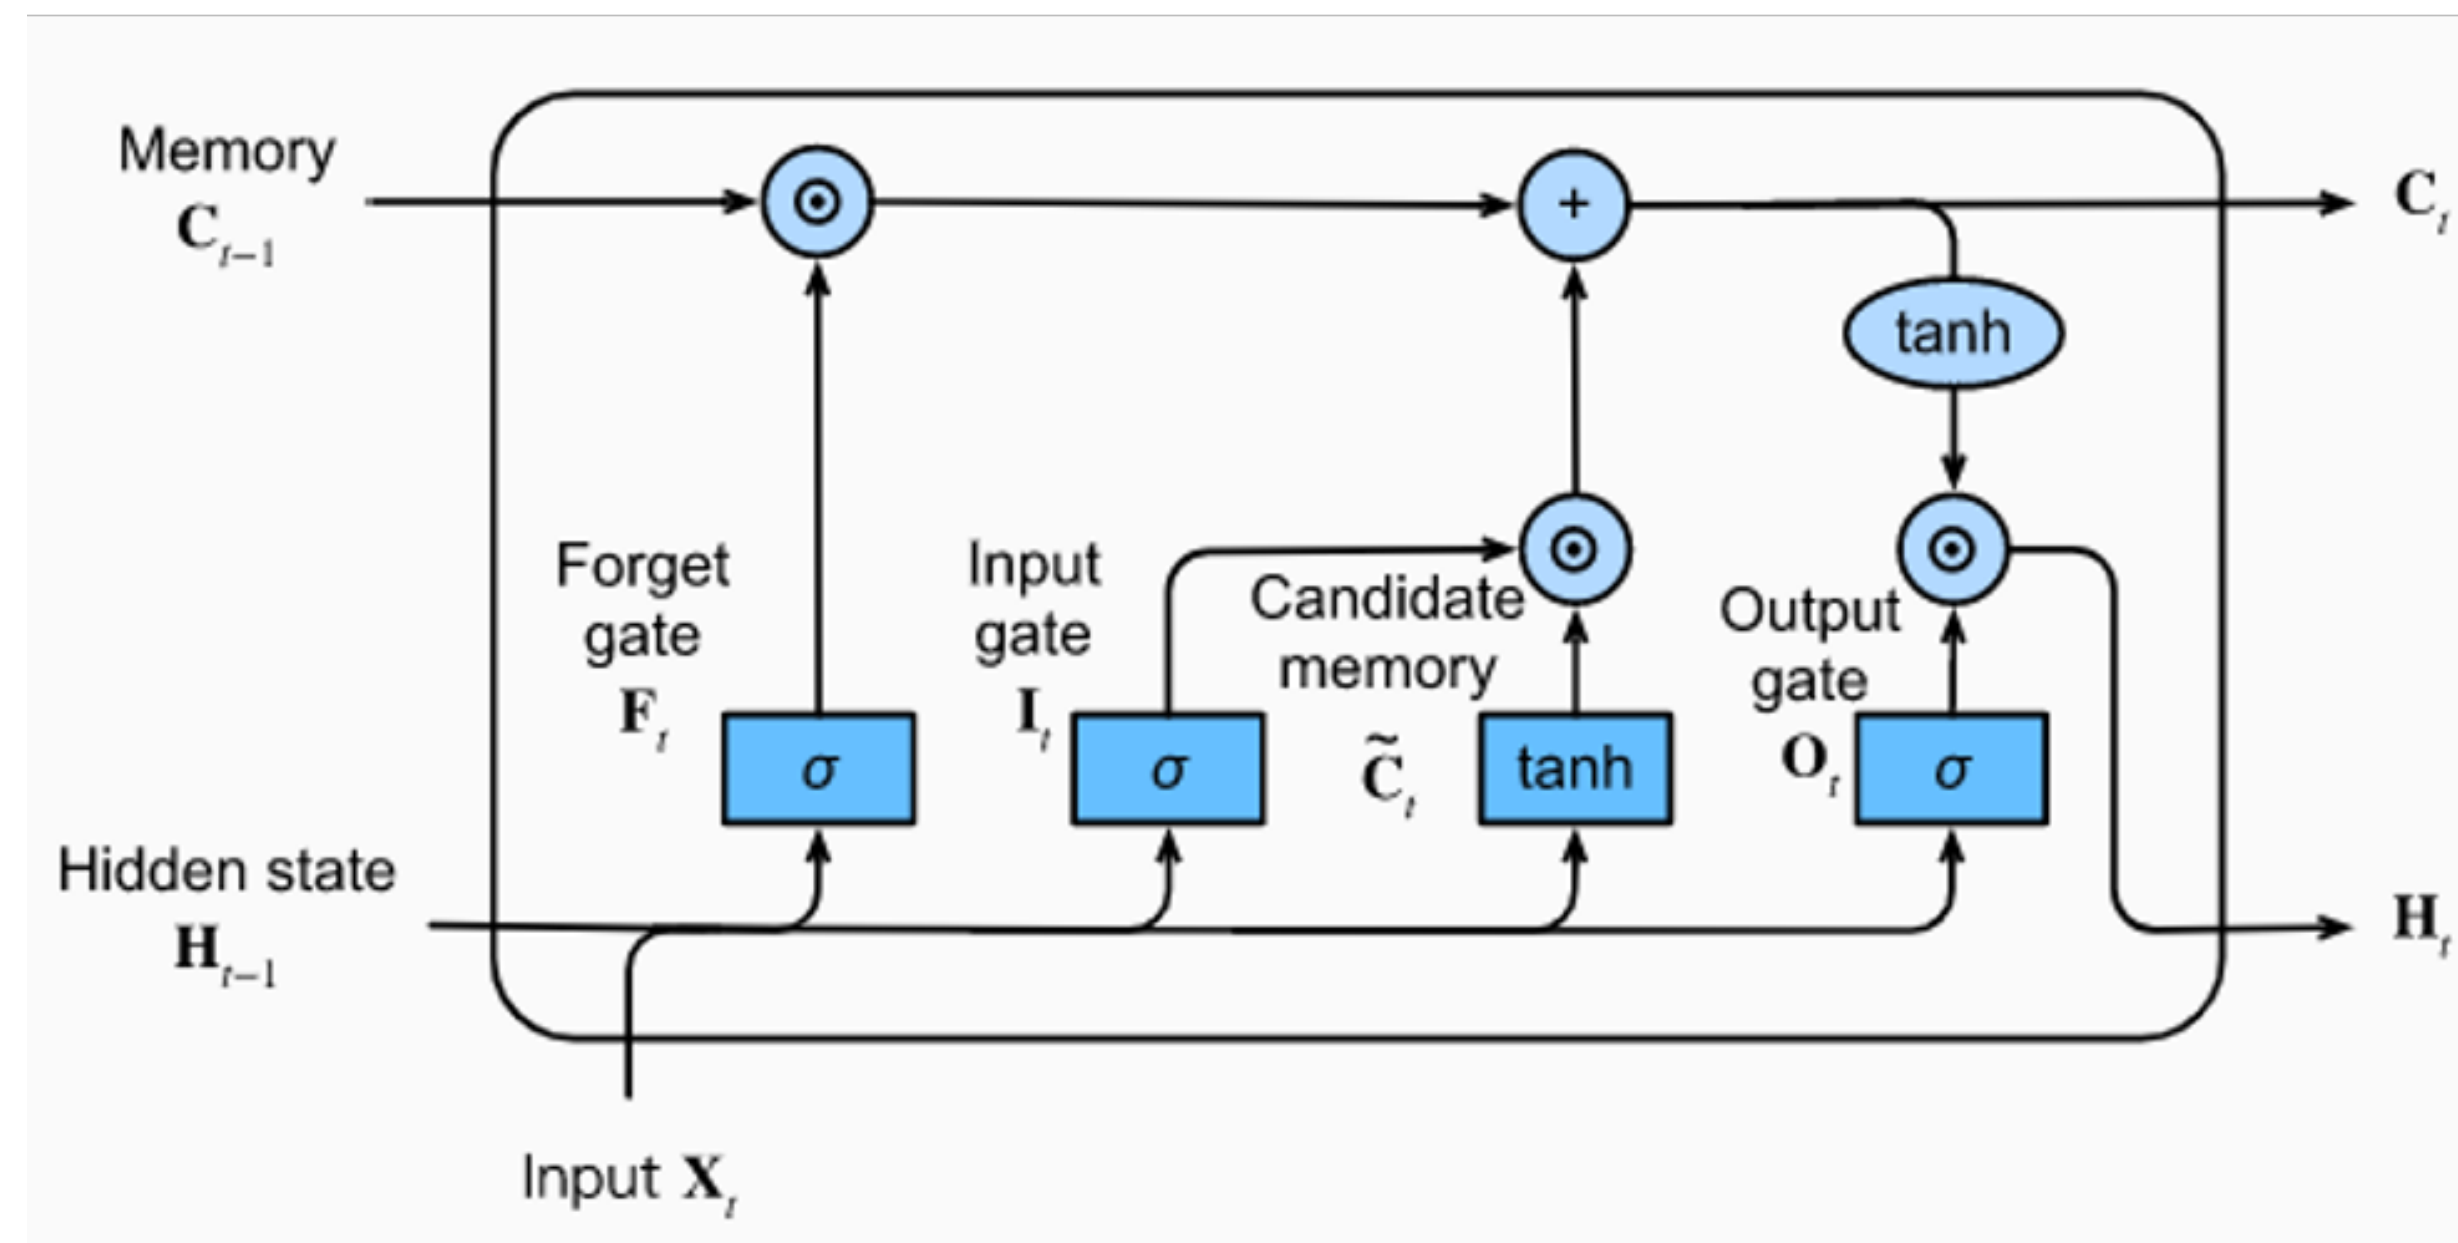 Memory
C_{t-1}
⊙
+
C_t
tanh
Forget
gate
F_t
Input
gate
I_t
⊙
Candidate
memory
C̃_t
⊙
Output
gate
O_t
σ
σ
tanh
σ
Hidden state
H_{t-1}
H_t
Input X_t